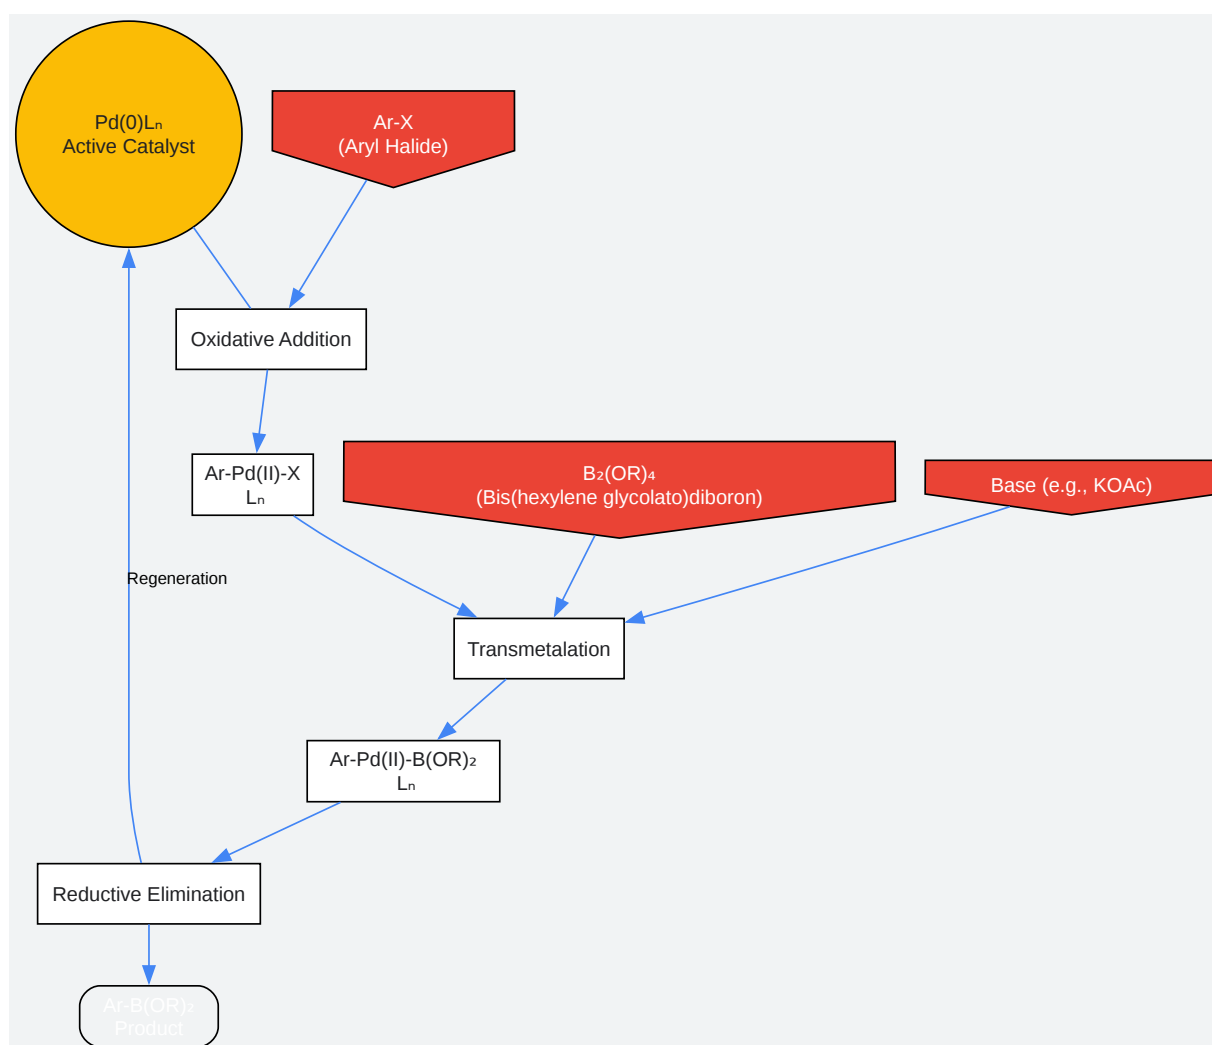 Pd(0)Lₙ
Active Catalyst
Ar-X
(Aryl Halide)
Oxidative Addition
Ar-Pd(II)-X
Lₙ
B₂(OR)₄
(Bis(hexylene glycolato)diboron)
Base (e.g., KOAc)
Regeneration
Transmetalation
Ar-Pd(II)-B(OR)₂
Lₙ
Reductive Elimination
Ar-B(OR)₂
Product